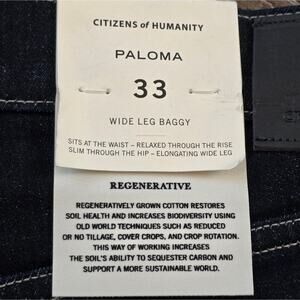 CITIZENS of HUMANITY
PALOMA
33
WIDE LEG BAGGY
SITS AT THE WAIST – RELAXED THROUGH THE RISE
SLIM THROUGH THE HIP – ELONGATING WIDE LEG
REGENERATIVE
REGENERATIVELY GROWN COTTON RESTORES
SOIL HEALTH AND INCREASES BIODIVERSITY USING
OLD WORLD TECHNIQUES SUCH AS REDUCED
OR NO TILLAGE, COVER CROPS, AND CROP ROTATION.
THIS WAY OF WORKING INCREASES
THE SOIL'S ABILITY TO SEQUESTER CARBON AND
SUPPORT A MORE SUSTAINABLE WORLD.